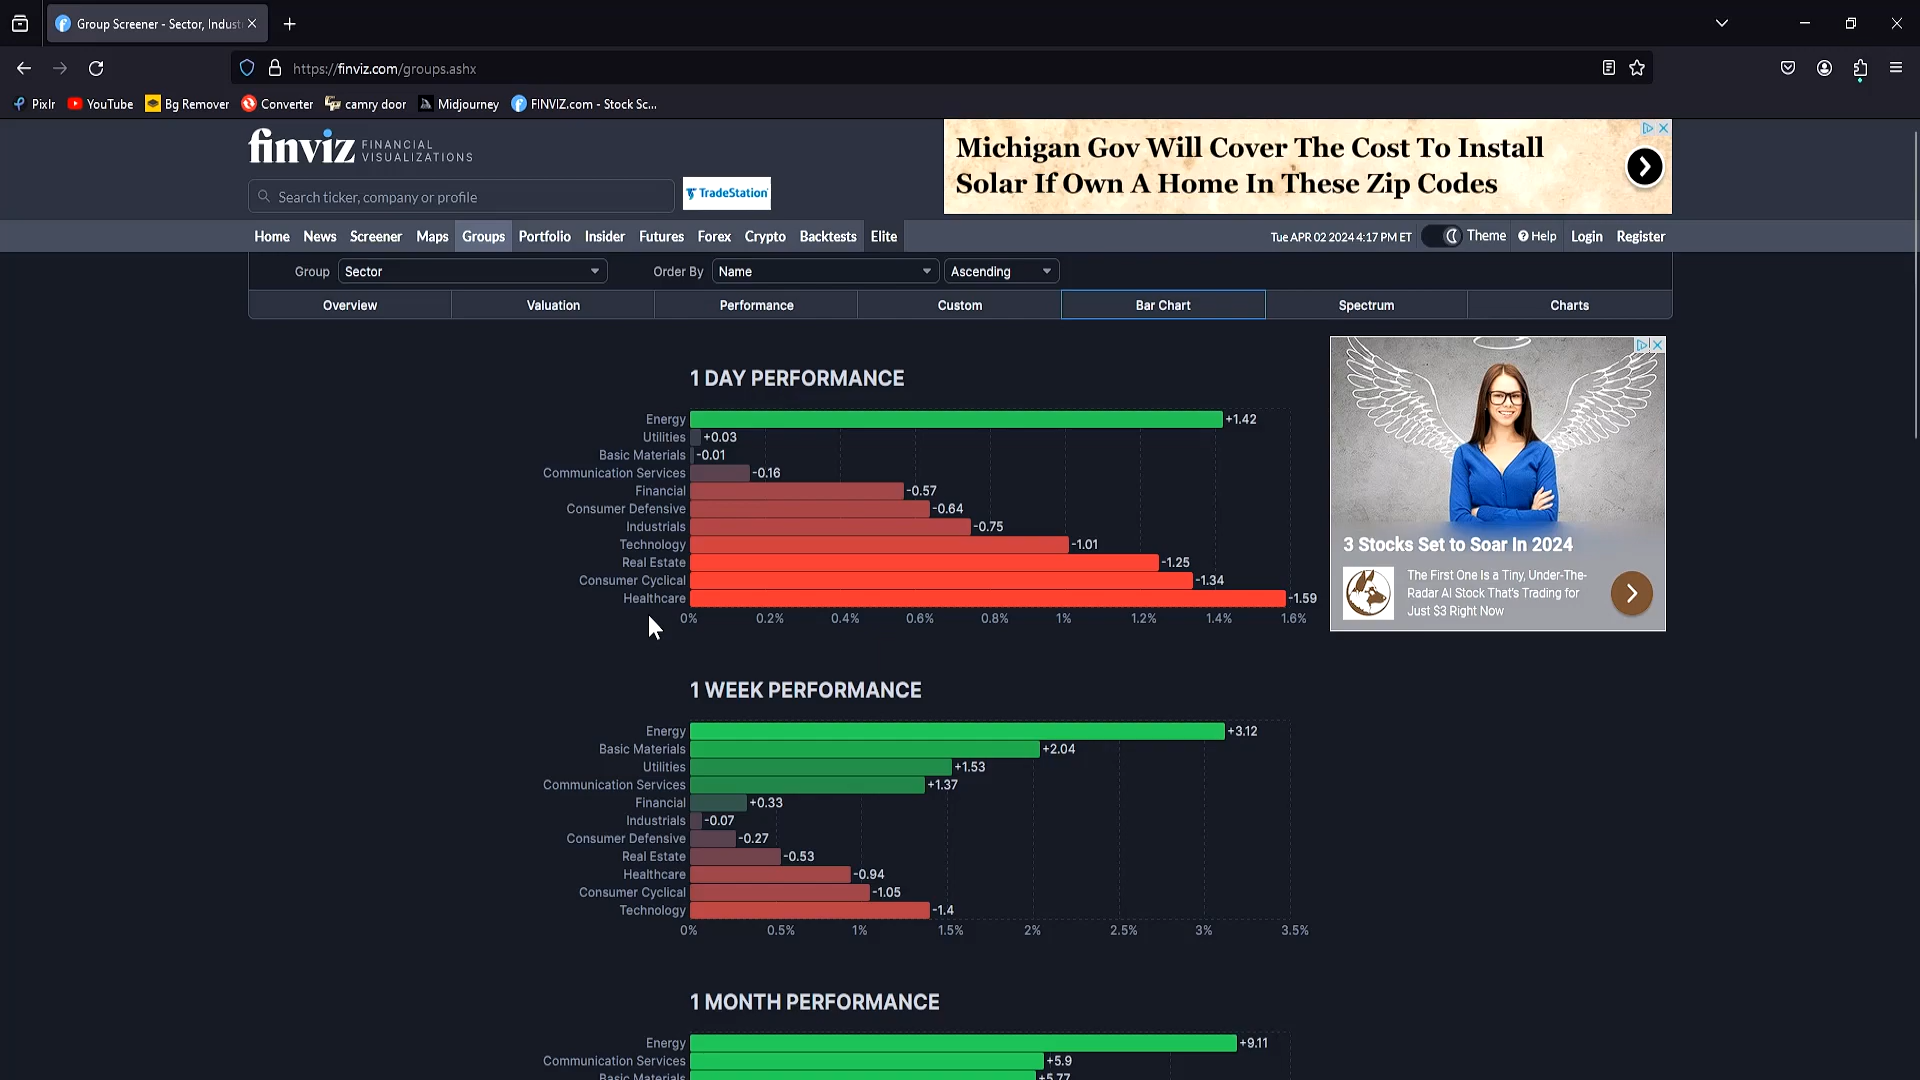 Group Screener - Sector, Indust
https://finviz.com/groups.ashx
Pixlr YouTube Bg Remover Converter camry door Midjourney FINVIZ.com - Stock Sc...
finviz FINANCIAL
VISUALIZATIONS
Search ticker, company or profile
TradeStation
Michigan Gov Will Cover The Cost To Install
Solar If Own A Home In These Zip Codes
Home News Screener Maps Groups Portfolio Insider Futures Forex Crypto Backtests Elite
Tue APR 02 2024 4:17 PM ET Theme Help Login Register
Group Sector Order By Name Ascending
Overview Valuation Performance Custom Bar Chart Spectrum Charts
1 DAY PERFORMANCE
Energy +1.42
Utilities +0.03
Basic Materials -0.01
Communication Services -0.16
Financial -0.57
Consumer Defensive -0.64
Industrials -0.75
Technology -1.01
Real Estate -1.25
Consumer Cyclical -1.34
Healthcare -1.59
0% 0.2% 0.4% 0.6% 0.8% 1% 1.2% 1.4% 1.6%
3 Stocks Set to Soar In 2024
The First One Is a Tiny, Under-The-
Radar AI Stock That's Trading for
Just $3 Right Now
1 WEEK PERFORMANCE
Energy +3.12
Basic Materials +2.04
Utilities +1.53
Communication Services +1.37
Financial +0.33
Industrials -0.07
Consumer Defensive -0.27
Real Estate -0.53
Healthcare -0.94
Consumer Cyclical -1.05
Technology -1.4
0% 0.5% 1% 1.5% 2% 2.5% 3% 3.5%
1 MONTH PERFORMANCE
Energy +9.11
Communication Services +5.9
Basic Materials +5.77